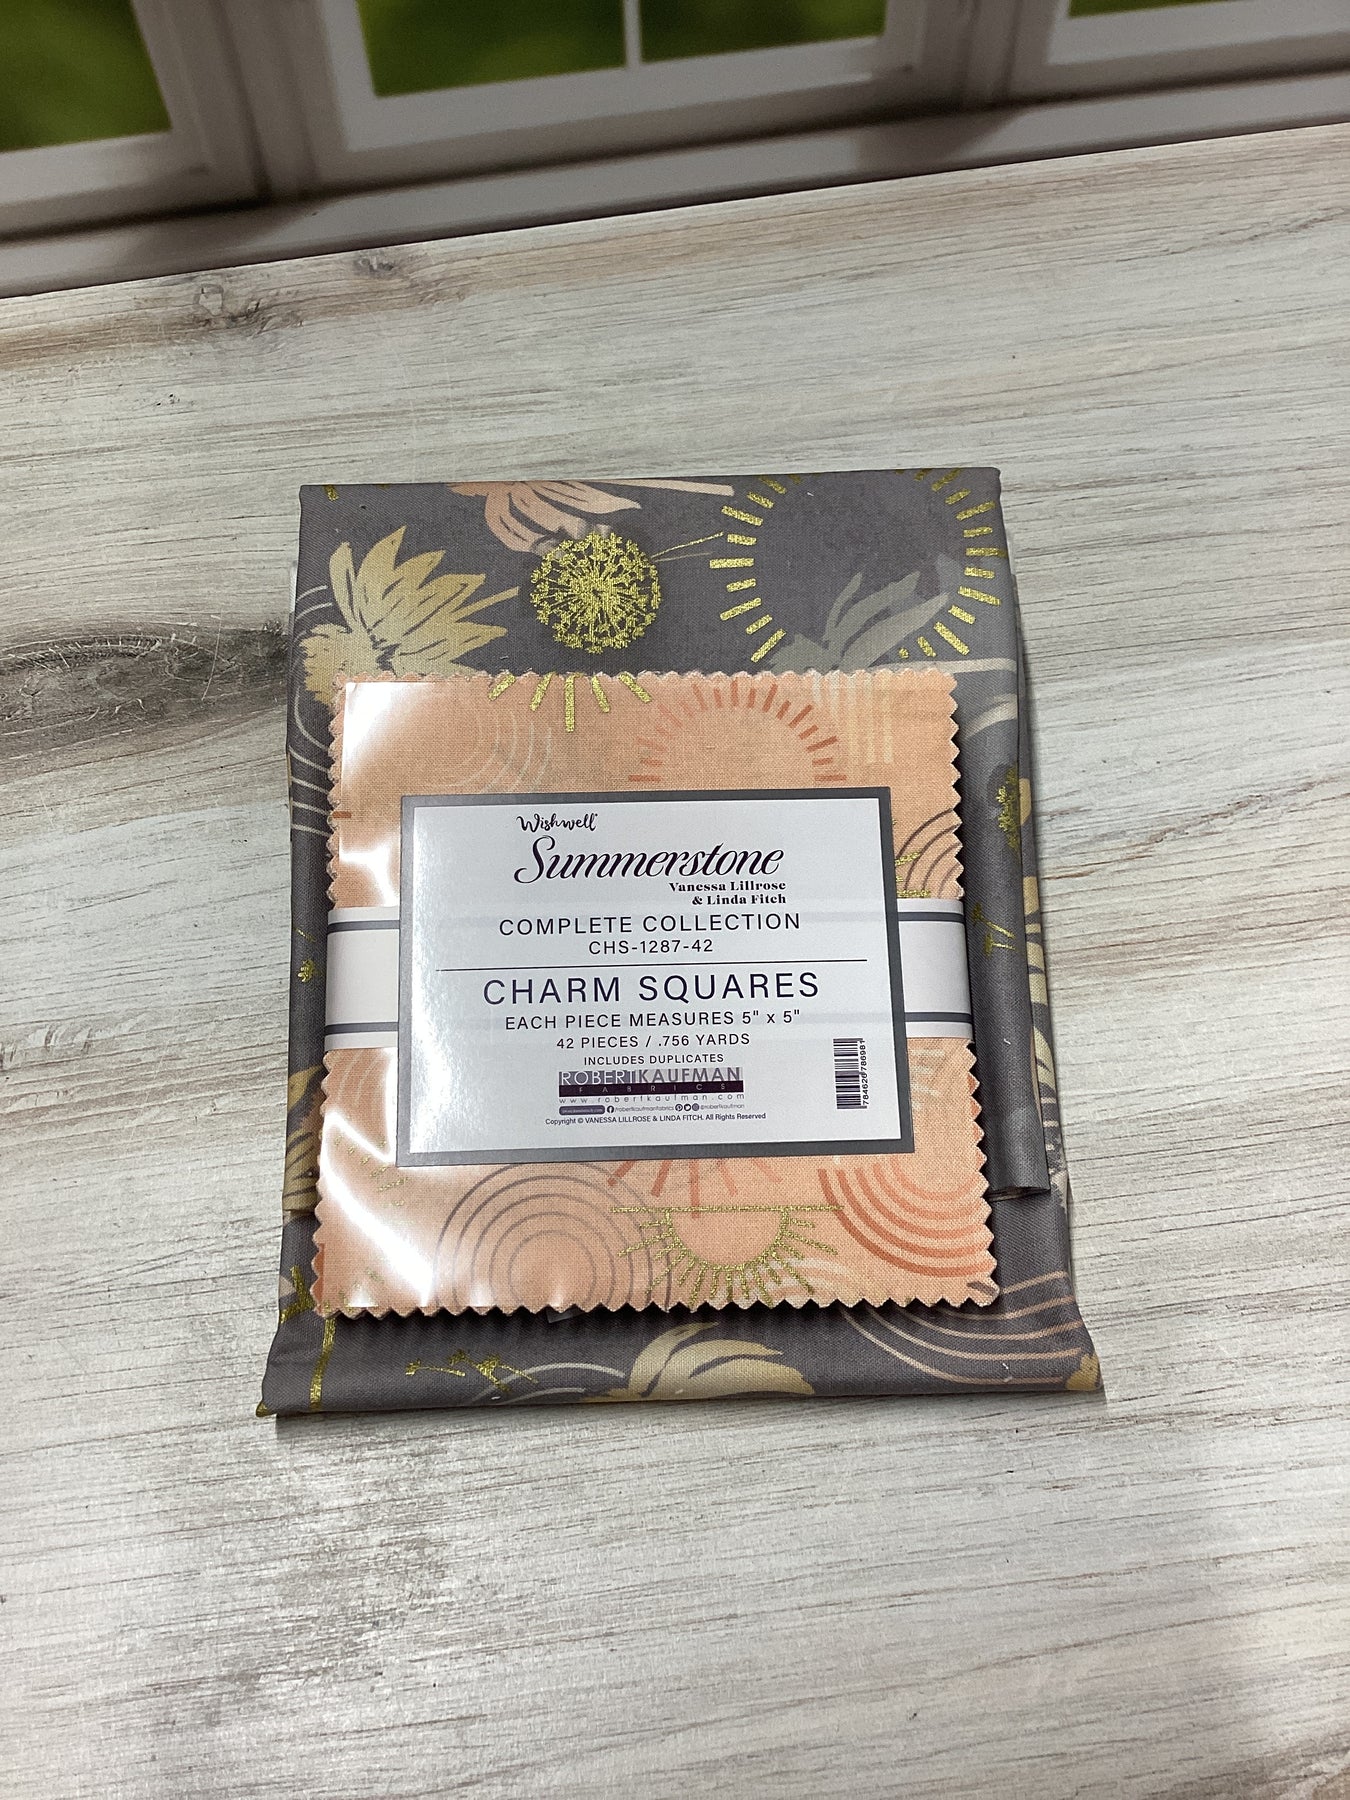 Wishwell
Summerstone
Vanessa Lillrose
& Linda Fitch
COMPLETE COLLECTION
CHS-1287-42
CHARM SQUARES
EACH PIECE MEASURES 5" x 5"
42 PIECES / .756 YARDS
INCLUDES DUPLICATES
ROBERT KAUFMAN
FABRICS
www.robertkaufman.com
/robertkaufmanfabrics @robertkaufman
Copyright © VANESSA LILLROSE & LINDA FITCH. All Rights Reserved